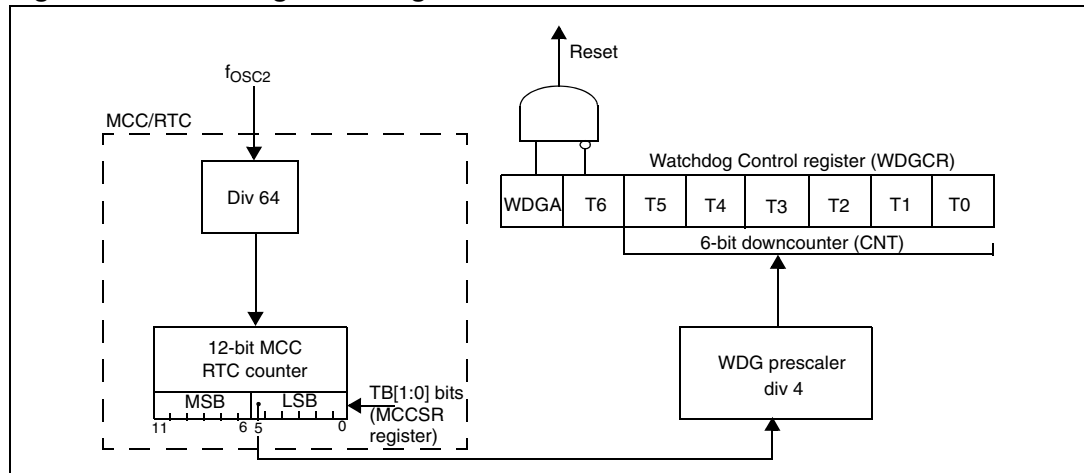 Reset
fOSC2
MCC/RTC
Div 64
Watchdog Control register (WDGCR)
WDGA T6 T5 T4 T3 T2 T1 T0
6-bit downcounter (CNT)
12-bit MCC
RTC counter
MSB LSB
11 6 5 0
TB[1:0] bits
(MCCSR
register)
WDG prescaler
div 4